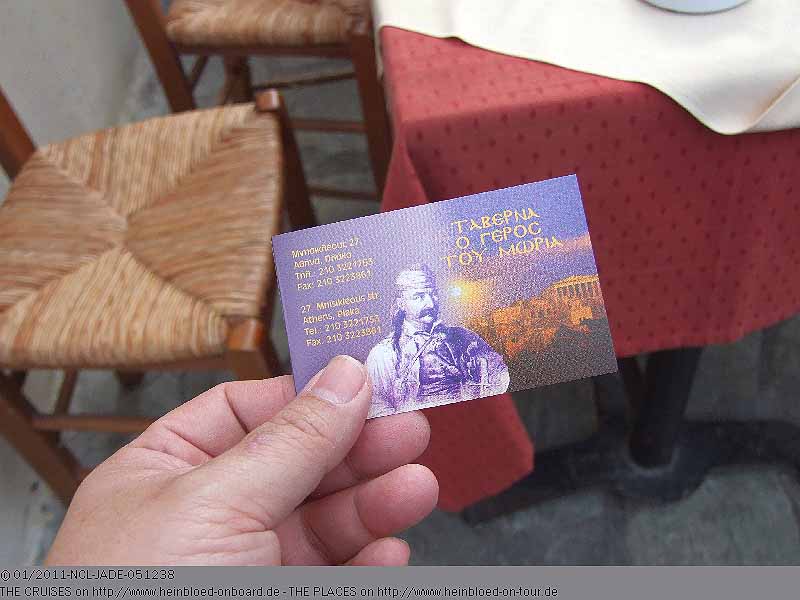 Μνησικλέους 27,
Αθήνα, Πλάκα
Τηλ.: 210 3221753
Fax: 210 3223861
27, Mnisikleous str.
Athens, Plaka
Tel.: 210 3221753
Fax. 210 3223861
ΤΑΒΕΡΝΑ
Ο ΓΕΡΟΣ
ΤΟΥ ΜΩΡΙΑ
© 01/2011-NCL-JADE-051238
THE CRUISES on http://www.heinbloed-onboard.de - THE PLACES on http://www.heinbloed-on-tour.de